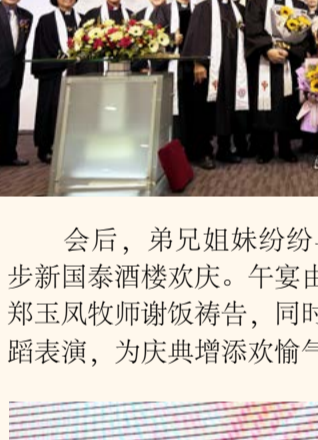 会后，弟兄姐妹纷纷
步新国泰酒楼欢庆。午宴由
郑玉凤牧师谢饭祷告，同时
蹈表演，为庆典增添欢愉气